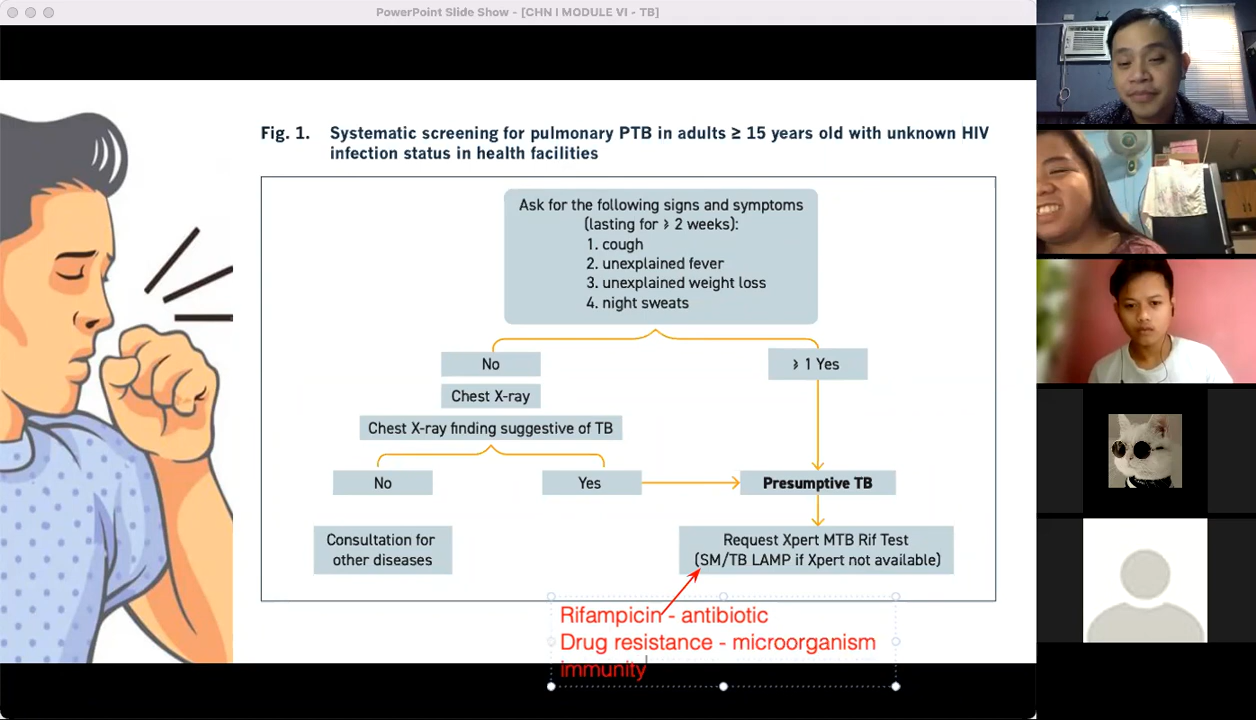 PowerPoint Slide Show - [CHN I MODULE VI - TB]
Fig. 1. Systematic screening for pulmonary PTB in adults ≥ 15 years old with unknown HIV
infection status in health facilities
Ask for the following signs and symptoms
(lasting for ≥ 2 weeks):
1. cough
2. unexplained fever
3. unexplained weight loss
4. night sweats
No
≥ 1 Yes
Chest X-ray
Chest X-ray finding suggestive of TB
No
Yes
Presumptive TB
Consultation for
other diseases
Request Xpert MTB Rif Test
(SM/TB LAMP if Xpert not available)
Rifampicin - antibiotic
Drug resistance - microorganism
immunity